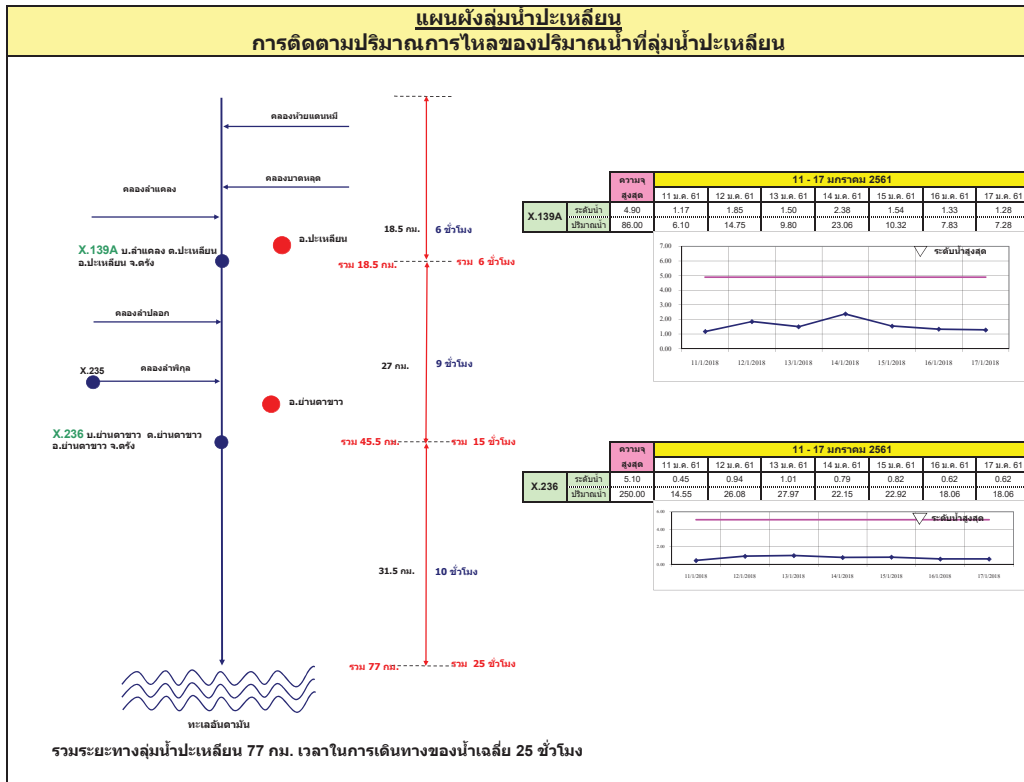 แผนผังลุ่มน้ำปะเหลียน
การติดตามปริมาณการไหลของปริมาณน้ำที่ลุ่มน้ำปะเหลียน
คลองห้วยแดนหมี
คลองบาดหลุด
คลองลำแคลง
18.5 กม. 6 ชั่วโมง
อ.ปะเหลียน
X.139A บ.ลำแคลง ต.ปะเหลียน
อ.ปะเหลียน จ.ตรัง
รวม 18.5 กม. รวม 6 ชั่วโมง
คลองลำปลอก
27 กม. 9 ชั่วโมง
X.235 คลองลำพิกุล
อ.ย่านตาขาว
X.236 บ.ย่านตาขาว ต.ย่านตาขาว
อ.ย่านตาขาว จ.ตรัง
รวม 45.5 กม. รวม 15 ชั่วโมง
31.5 กม. 10 ชั่วโมง
รวม 77 กม. รวม 25 ชั่วโมง
ทะเลอันดามัน
รวมระยะทางลุ่มน้ำปะเหลียน 77 กม. เวลาในการเดินทางของน้ำเฉลี่ย 25 ชั่วโมง
ความจุ 11 - 17 มกราคม 2561
สูงสุด 11 ม.ค. 61 12 ม.ค. 61 13 ม.ค. 61 14 ม.ค. 61 15 ม.ค. 61 16 ม.ค. 61 17 ม.ค. 61
X.139A ระดับน้ำ 4.90 1.17 1.85 1.50 2.38 1.54 1.33 1.28
ปริมาณน้ำ 86.00 6.10 14.75 9.80 23.06 10.32 7.83 7.28
ระดับน้ำสูงสุด
7.00
6.00
5.00
4.00
3.00
2.00
1.00
0.00
11/1/2018 12/1/2018 13/1/2018 14/1/2018 15/1/2018 16/1/2018 17/1/2018
ความจุ 11 - 17 มกราคม 2561
สูงสุด 11 ม.ค. 61 12 ม.ค. 61 13 ม.ค. 61 14 ม.ค. 61 15 ม.ค. 61 16 ม.ค. 61 17 ม.ค. 61
X.236 ระดับน้ำ 5.10 0.45 0.94 1.01 0.79 0.82 0.62 0.62
ปริมาณน้ำ 250.00 14.55 26.08 27.97 22.15 22.92 18.06 18.06
ระดับน้ำสูงสุด
6.00
4.00
2.00
0.00
11/1/2018 12/1/2018 13/1/2018 14/1/2018 15/1/2018 16/1/2018 17/1/2018